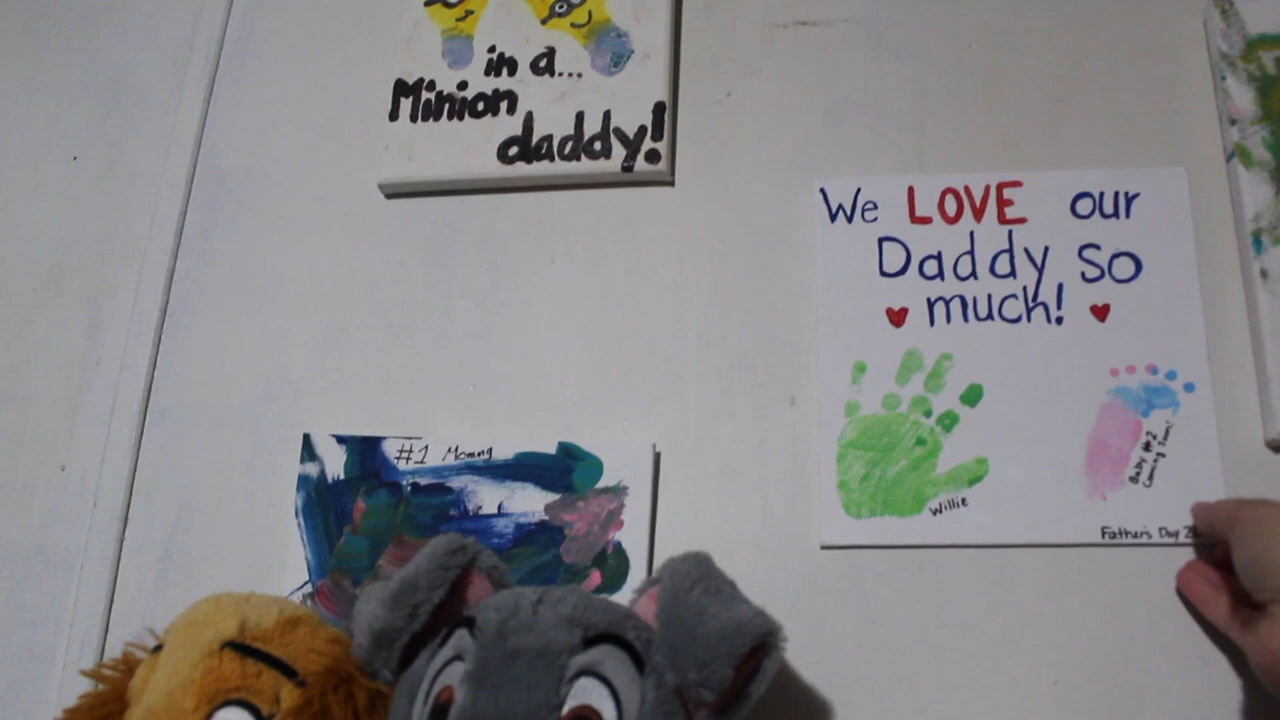 in a...
Minion
daddy!
We LOVE our
Daddy so
much!
Willie
Baby #2
Coming Soon!
Father's Day
#1 Mommy